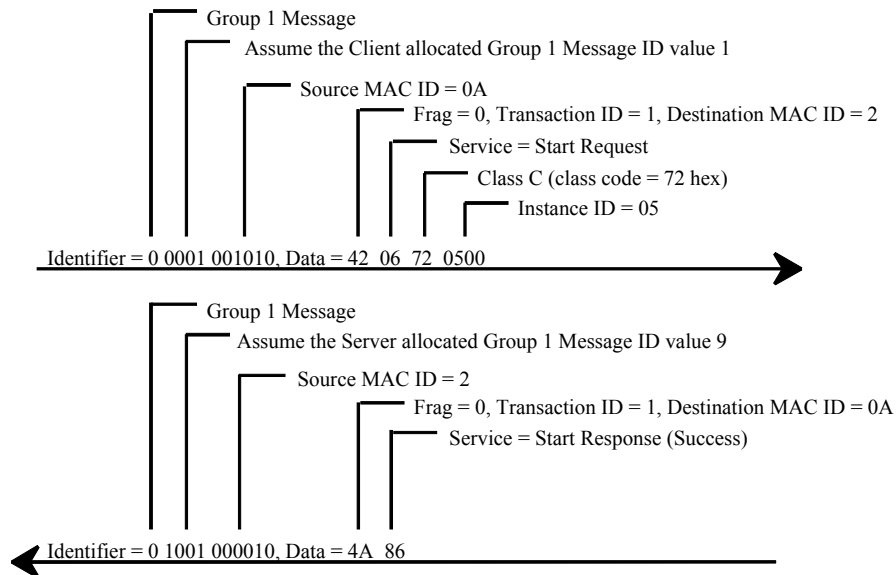 Group 1 Message
Assume the Client allocated Group 1 Message ID value 1
Source MAC ID = 0A
Frag = 0, Transaction ID = 1, Destination MAC ID = 2
Service = Start Request
Class C (class code = 72 hex)
Instance ID = 05
Identifier = 0 0001 001010, Data = 42 06 72 0500
Group 1 Message
Assume the Server allocated Group 1 Message ID value 9
Source MAC ID = 2
Frag = 0, Transaction ID = 1, Destination MAC ID = 0A
Service = Start Response (Success)
Identifier = 0 1001 000010, Data = 4A 86